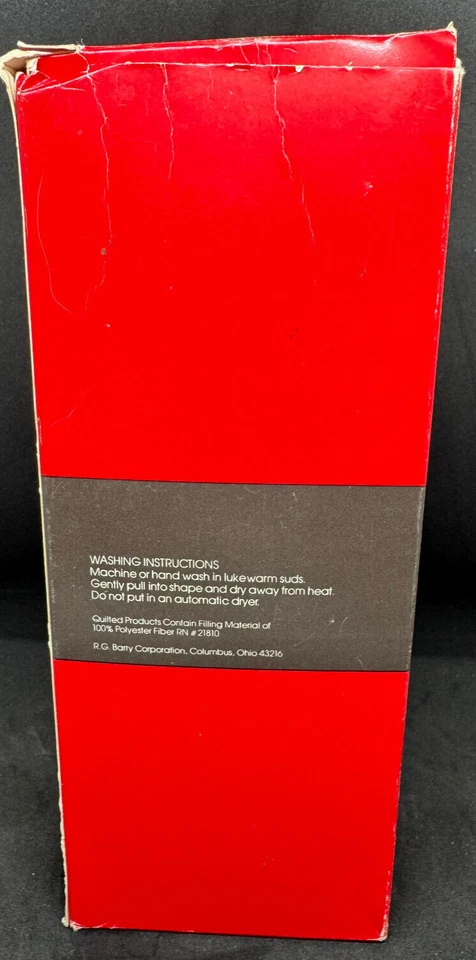 WASHING INSTRUCTIONS
Machine or hand wash in lukewarm suds.
Gently pull into shape and dry away from heat.
Do not put in an automatic dryer.
Quilted Products Contain Filling Material of
100% Polyester Fiber RN #21810
R.G. Barry Corporation, Columbus, Ohio 43216